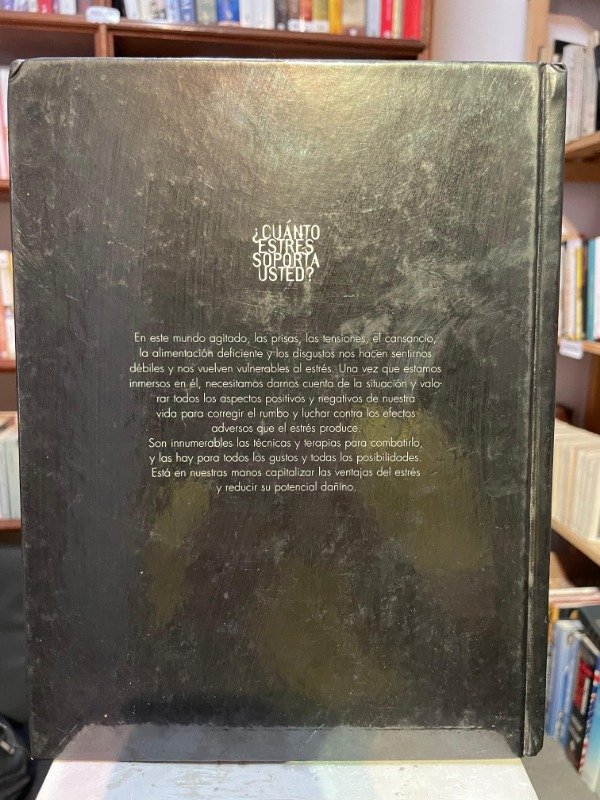 ¿CUÁNTO
ESTRÉS
SOPORTA
USTED?
En este mundo agitado, las prisas, las tensiones, el cansancio,
la alimentación deficiente y los disgustos nos hacen sentirnos
débiles y nos vuelven vulnerables al estrés. Una vez que estamos
inmersos en él, necesitamos darnos cuenta de la situación y valo-
rar todos los aspectos positivos y negativos de nuestra
vida para corregir el rumbo y luchar contra los efectos
adversos que el estrés produce.
Son innumerables las técnicas y terapias para combatirlo,
y las hay para todos los gustos y todas las posibilidades.
Está en nuestras manos capitalizar las ventajas del estrés
y reducir su potencial dañino.